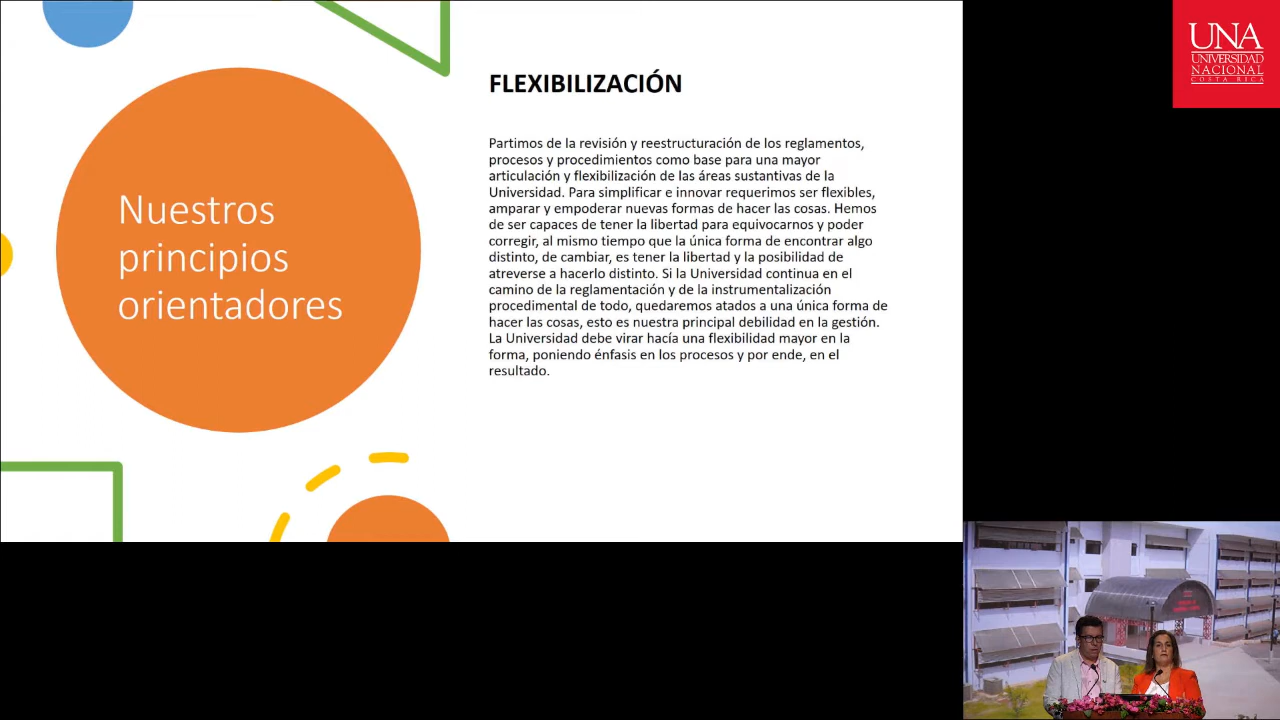 FLEXIBILIZACIÓN
Nuestros
principios
orientadores
Partimos de la revisión y reestructuración de los reglamentos,
procesos y procedimientos como base para una mayor
articulación y flexibilización de las áreas sustantivas de la
Universidad. Para simplificar e innovar requerimos ser flexibles,
amparar y empoderar nuevas formas de hacer las cosas. Hemos
de ser capaces de tener la libertad para equivocarnos y poder
corregir, al mismo tiempo que la única forma de encontrar algo
distinto, de cambiar, es tener la libertad y la posibilidad de
atreverse a hacerlo distinto. Si la Universidad continua en el
camino de la reglamentación y de la instrumentalización
procedimental de todo, quedaremos atados a una única forma de
hacer las cosas, esto es nuestra principal debilidad en la gestión.
La Universidad debe virar hacía una flexibilidad mayor en la
forma, poniendo énfasis en los procesos y por ende, en el
resultado.
UNA
UNIVERSIDAD
NACIONAL
COSTA RICA